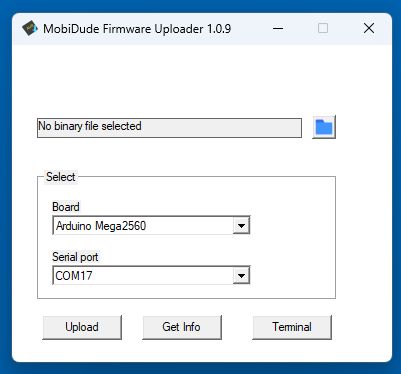 MobiDude Firmware Uploader 1.0.9
No binary file selected
Select
Board
Arduino Mega2560
Serial port
COM17
Upload Get Info Terminal